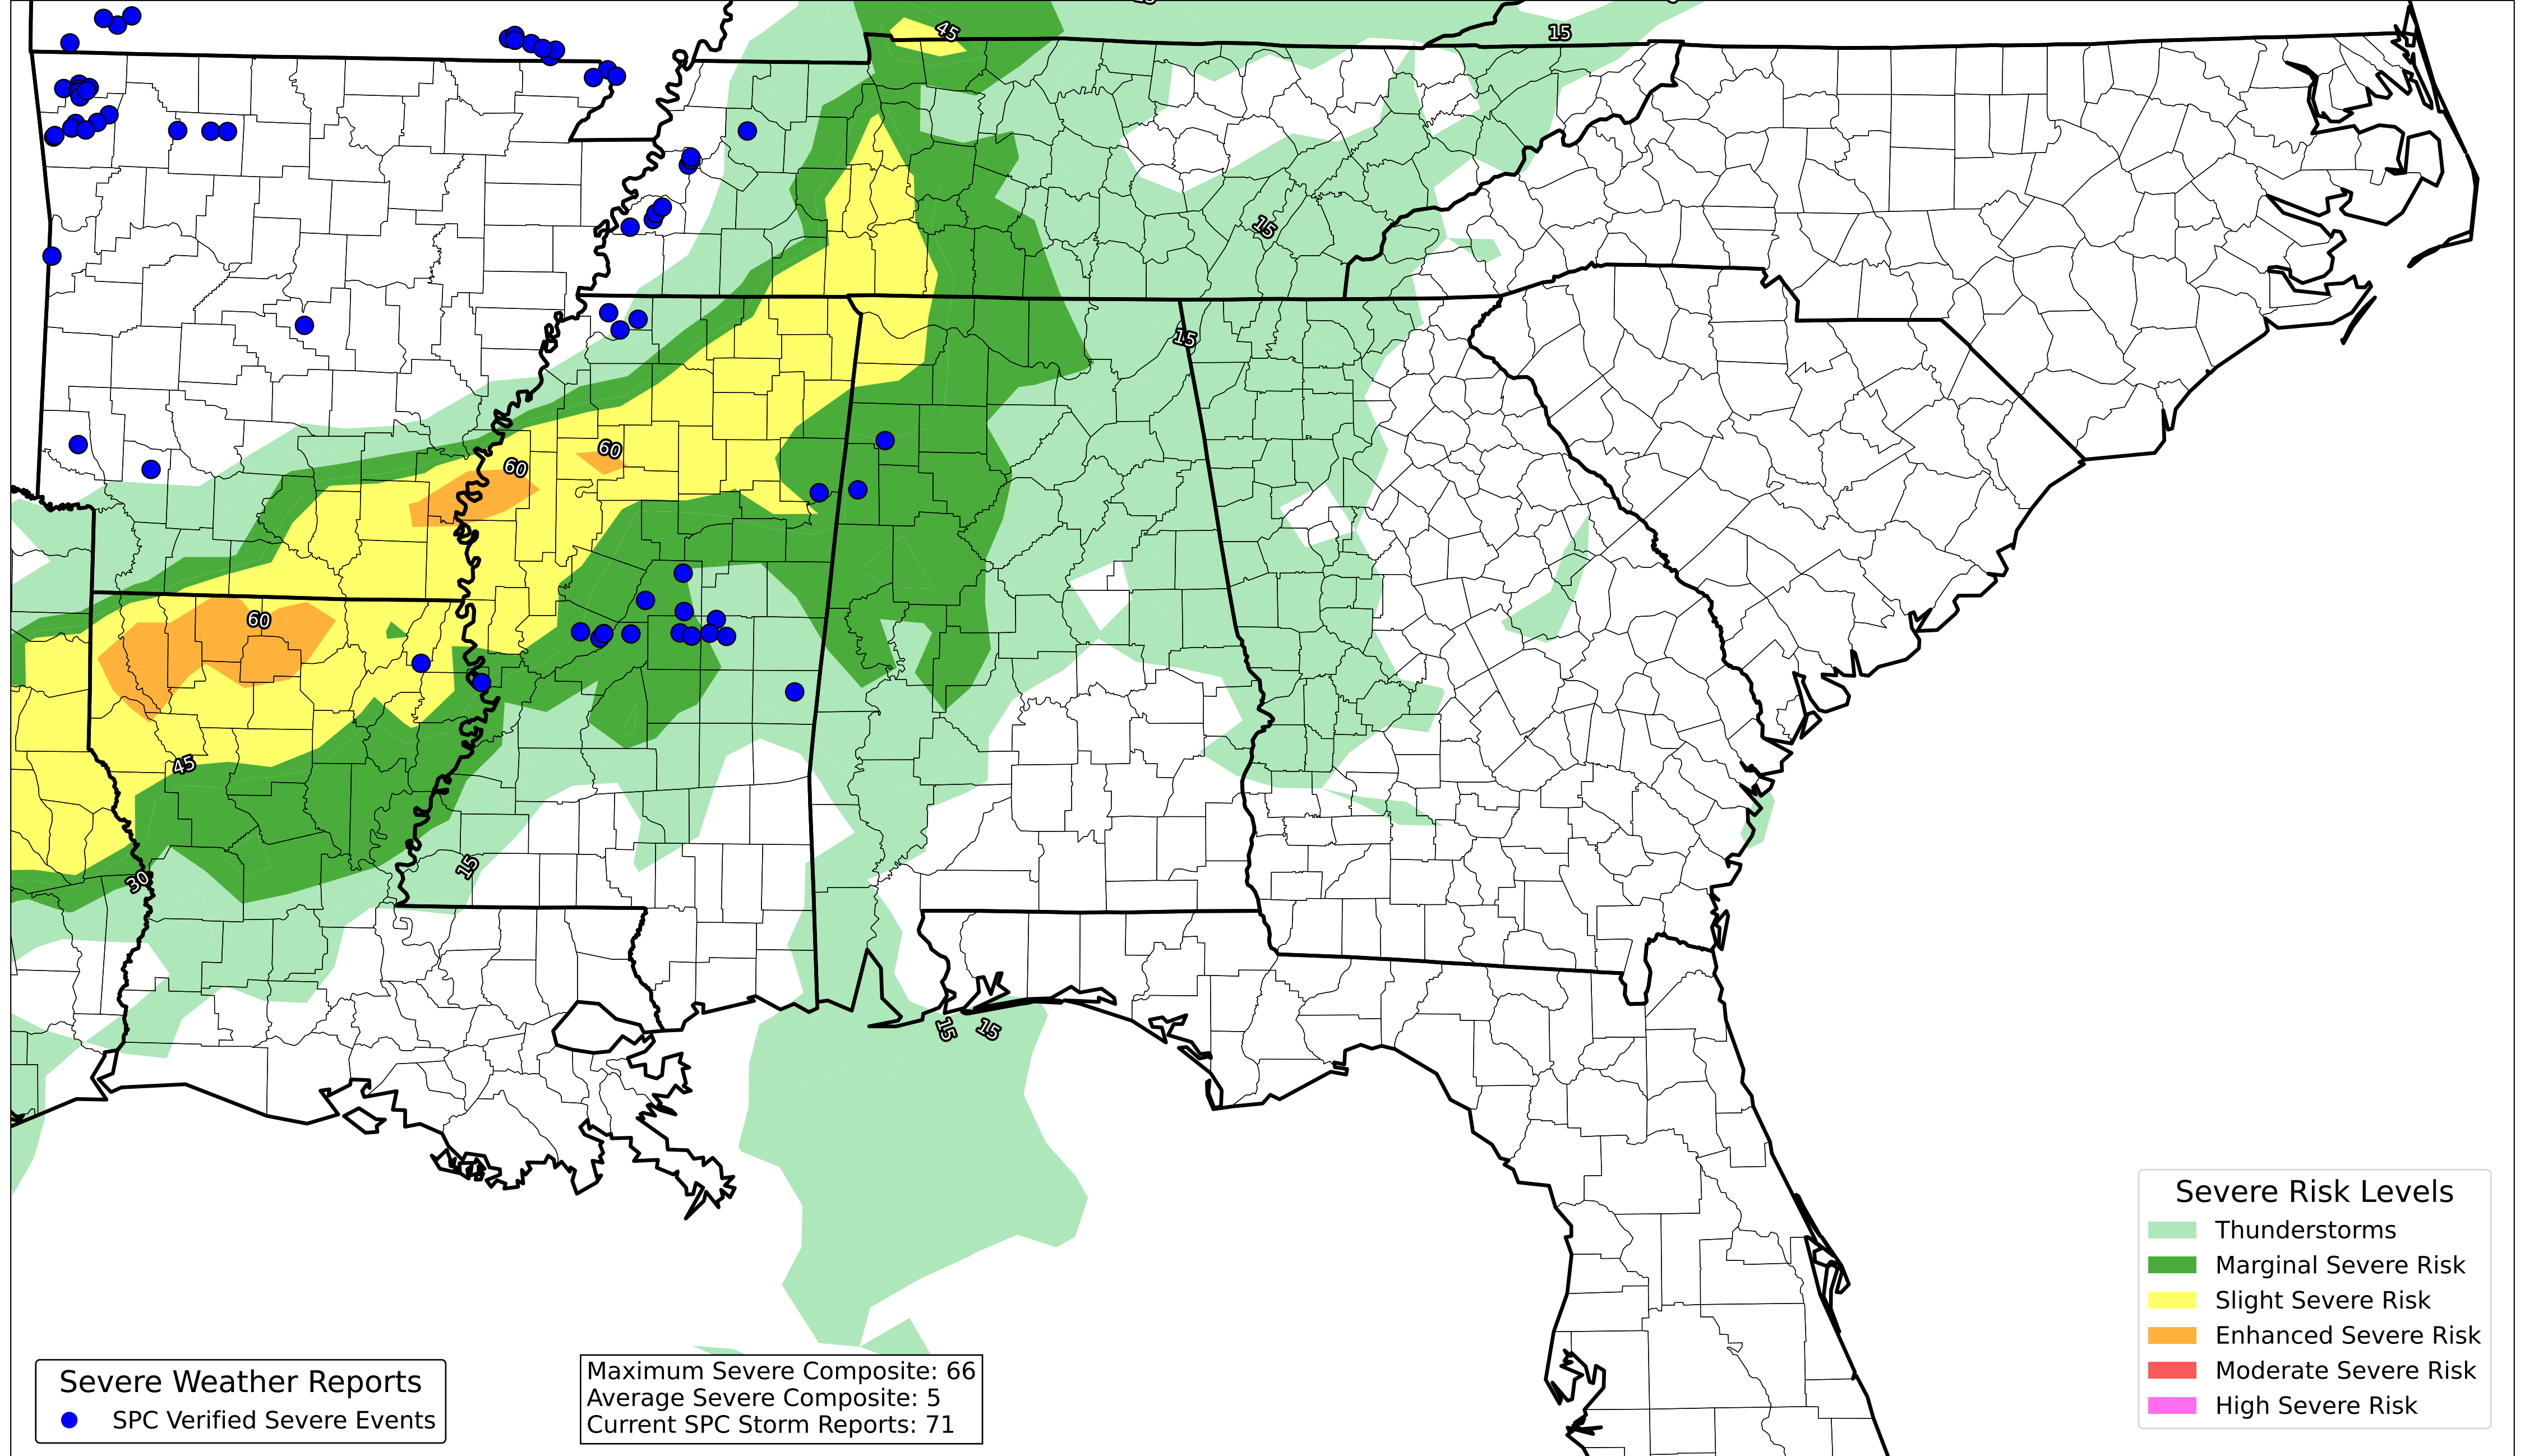 45
15
15
15
60
60
60
45
15
30
15
15
Severe Risk Levels
Thunderstorms
Marginal Severe Risk
Slight Severe Risk
Enhanced Severe Risk
Moderate Severe Risk
High Severe Risk
Severe Weather Reports
SPC Verified Severe Events
Maximum Severe Composite: 66
Average Severe Composite: 5
Current SPC Storm Reports: 71